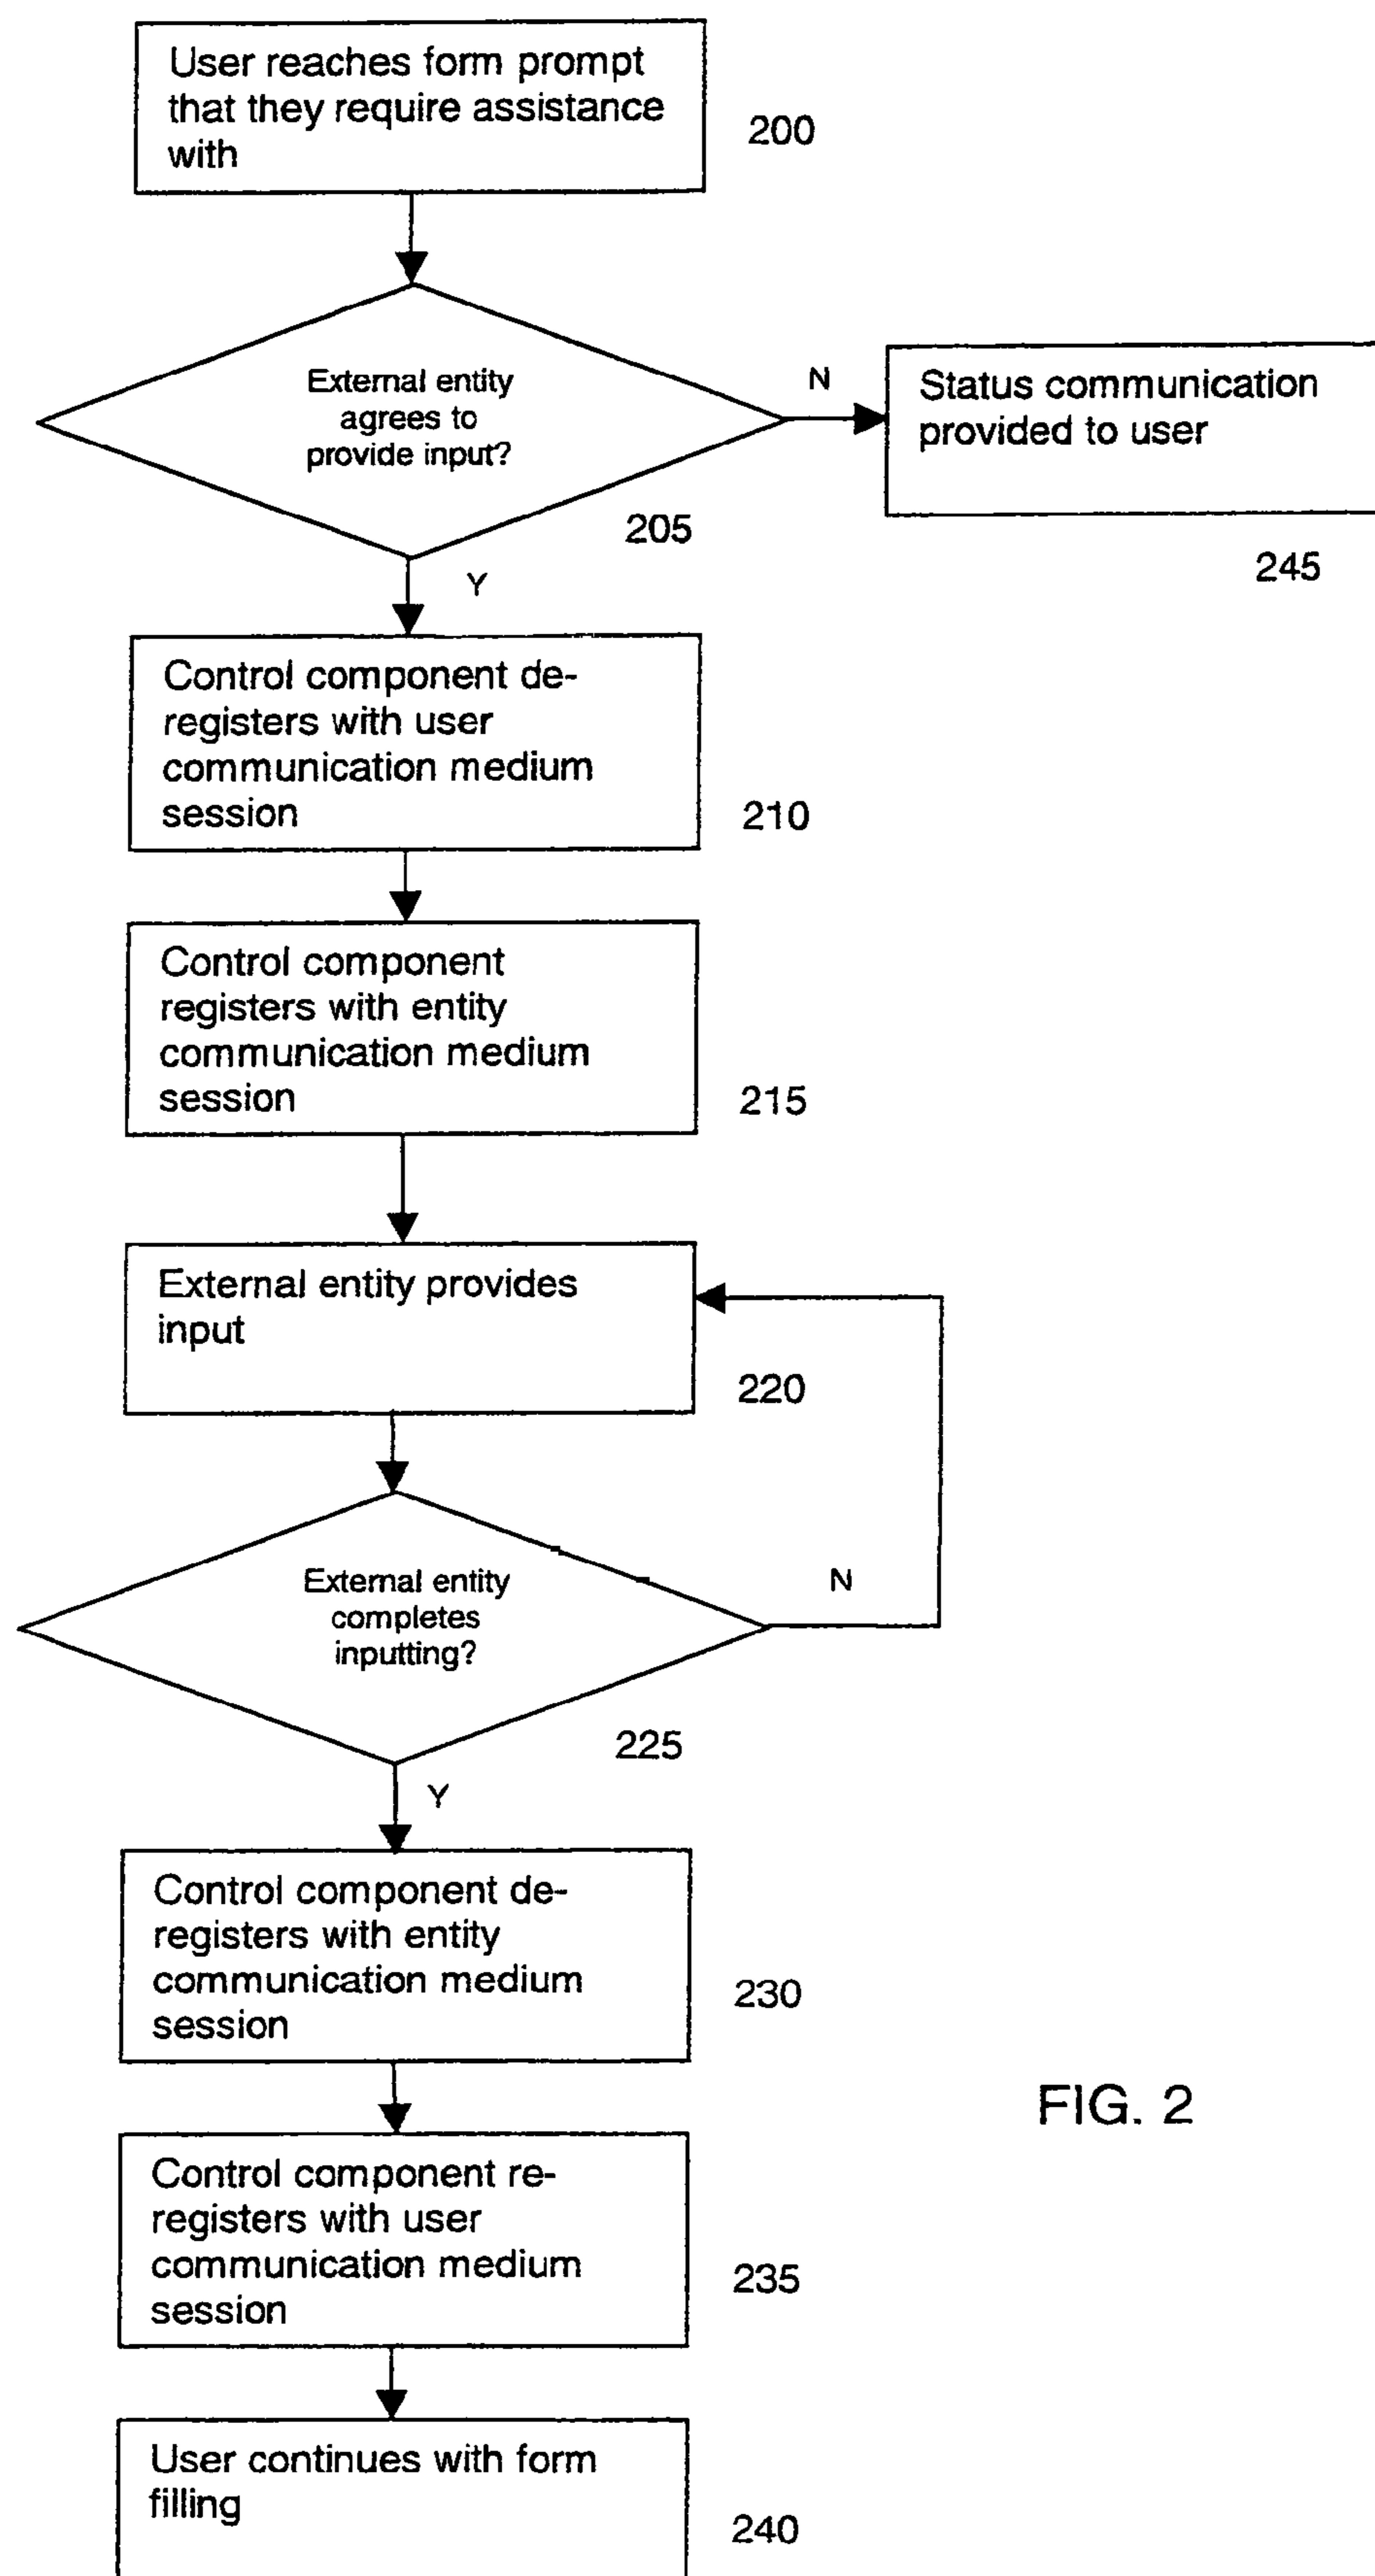 User reaches form prompt
that they require assistance
with
200
External entity
agrees to
provide input?
205
N
Status communication
provided to user
245
Y
Control component de-
registers with user
communication medium
session
210
Control component
registers with entity
communication medium
session
215
External entity provides
input
220
External entity
completes
inputting?
225
N
Y
Control component de-
registers with entity
communication medium
session
230
Control component re-
registers with user
communication medium
session
235
User continues with form
filling
240
FIG. 2